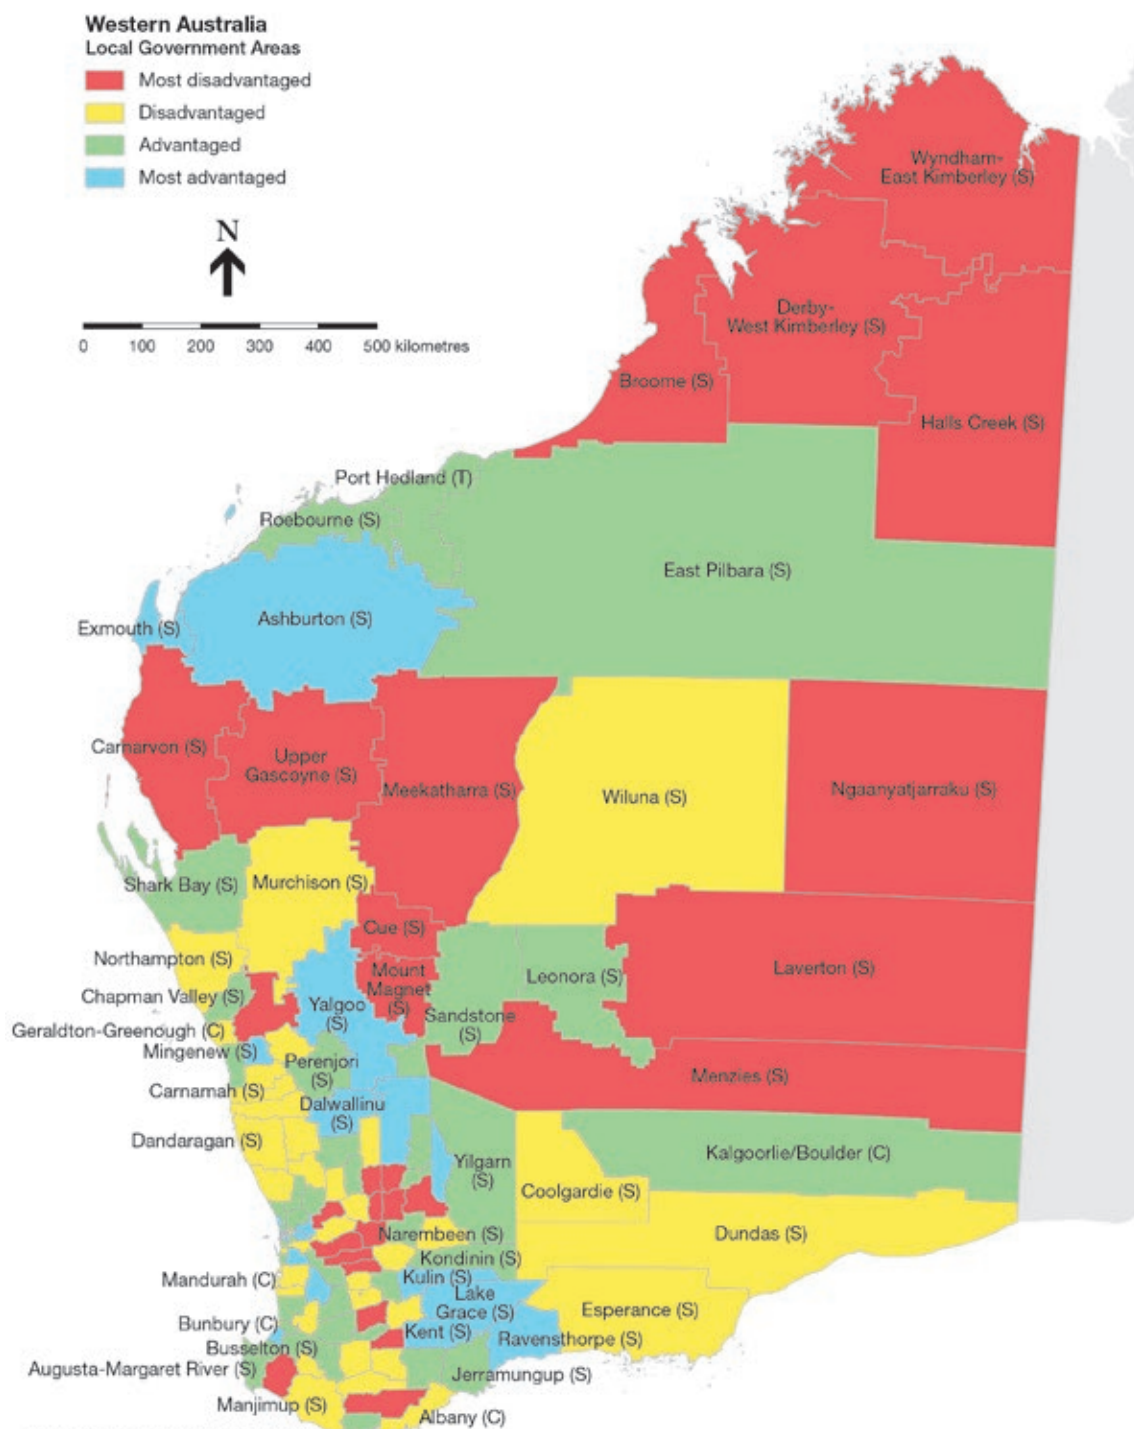 Western Australia
Local Government Areas
Most disadvantaged
Disadvantaged
Advantaged
Most advantaged
N
0 100 200 300 400 500 kilometres
Wyndham-
East Kimberley (S)
Derby-
West Kimberley (S)
Broome (S)
Halls Creek (S)
Port Hedland (T)
Roebourne (S)
East Pilbara (S)
Ashburton (S)
Exmouth (S)
Carnarvon (S)
Upper
Gascoyne (S)
Meekatharra (S)
Wiluna (S)
Ngaanyatjarraku (S)
Shark Bay (S)
Murchison (S)
Cue (S)
Northampton (S)
Mount
Magnet
(S)
Leonora (S)
Laverton (S)
Chapman Valley (S)
Yalgoo
(S)
Sandstone
(S)
Geraldton-Greenough (C)
Mingenew (S)
Perenjori
(S)
Menzies (S)
Carnamah (S)
Dalwallinu
(S)
Dandaragan (S)
Yilgarn
(S)
Kalgoorlie/Boulder (C)
Coolgardie (S)
Narembeen (S)
Dundas (S)
Kondinin (S)
Mandurah (C)
Kulin (S)
Lake
Grace (S)
Esperance (S)
Bunbury (C)
Kent (S)
Ravensthorpe (S)
Busselton (S)
Augusta-Margaret River (S)
Jerramungup (S)
Manjimup (S)
Albany (C)